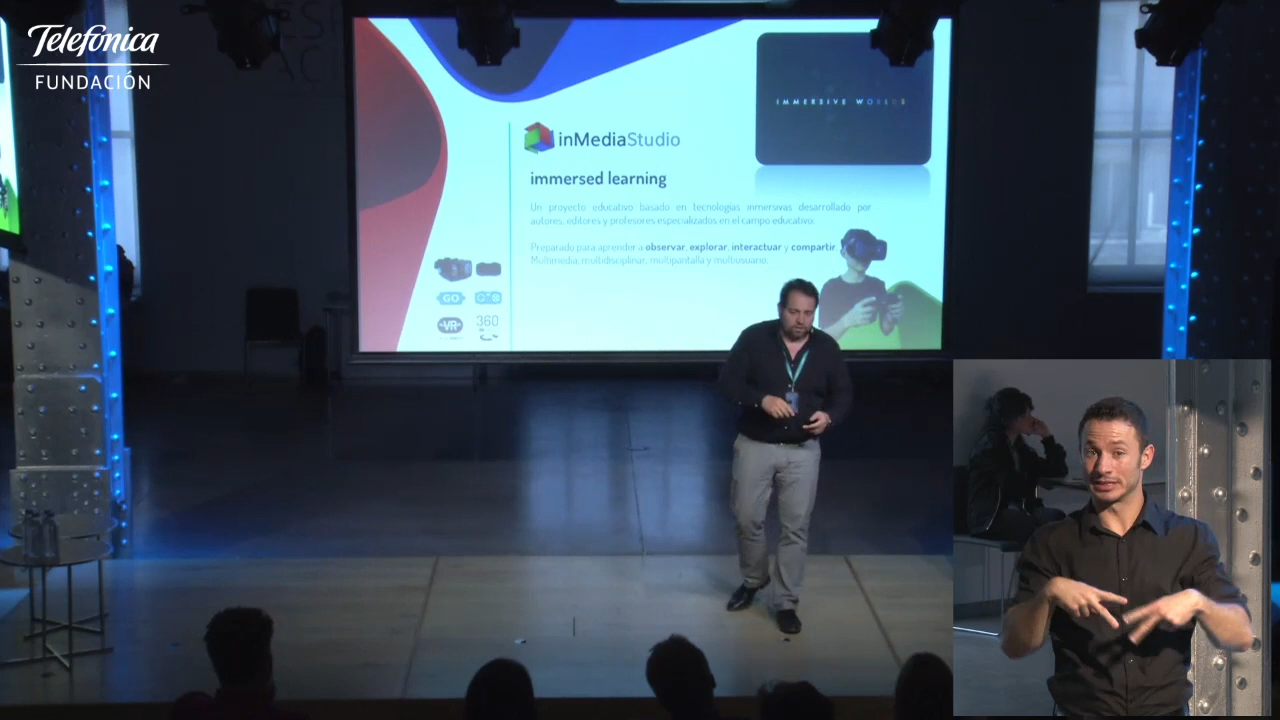 Telefónica
FUNDACIÓN
IMMERSIVE WORLDS
inMediaStudio
immersed learning
Un proyecto educativo basado en tecnologías inmersivas desarrollado por
autores, editores y profesores especializados en el campo educativo.
Preparado para aprender a observar, explorar, interactuar y compartir.
Multimedia, multidisciplinar, multipantalla y multiusuario.
GO
VR
360